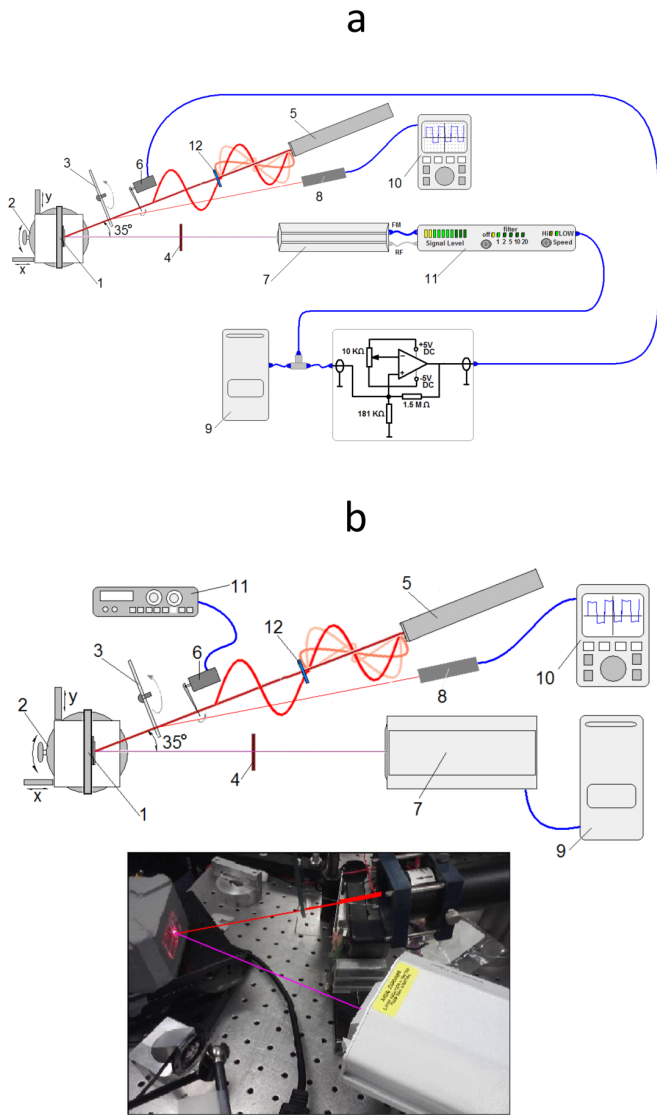 a
5
12
3
6
10
8
y
2
35°
FM
RF
Signal Level
filter
off
1 2 5 10 20
Hi
LOW
Speed
x
1
4
7
11
+5V
DC
10 KΩ
-5V
DC
1.5 M Ω
181 KΩ
9
b
11
5
12
3
6
10
8
y
2
35°
7
x
1
4
9